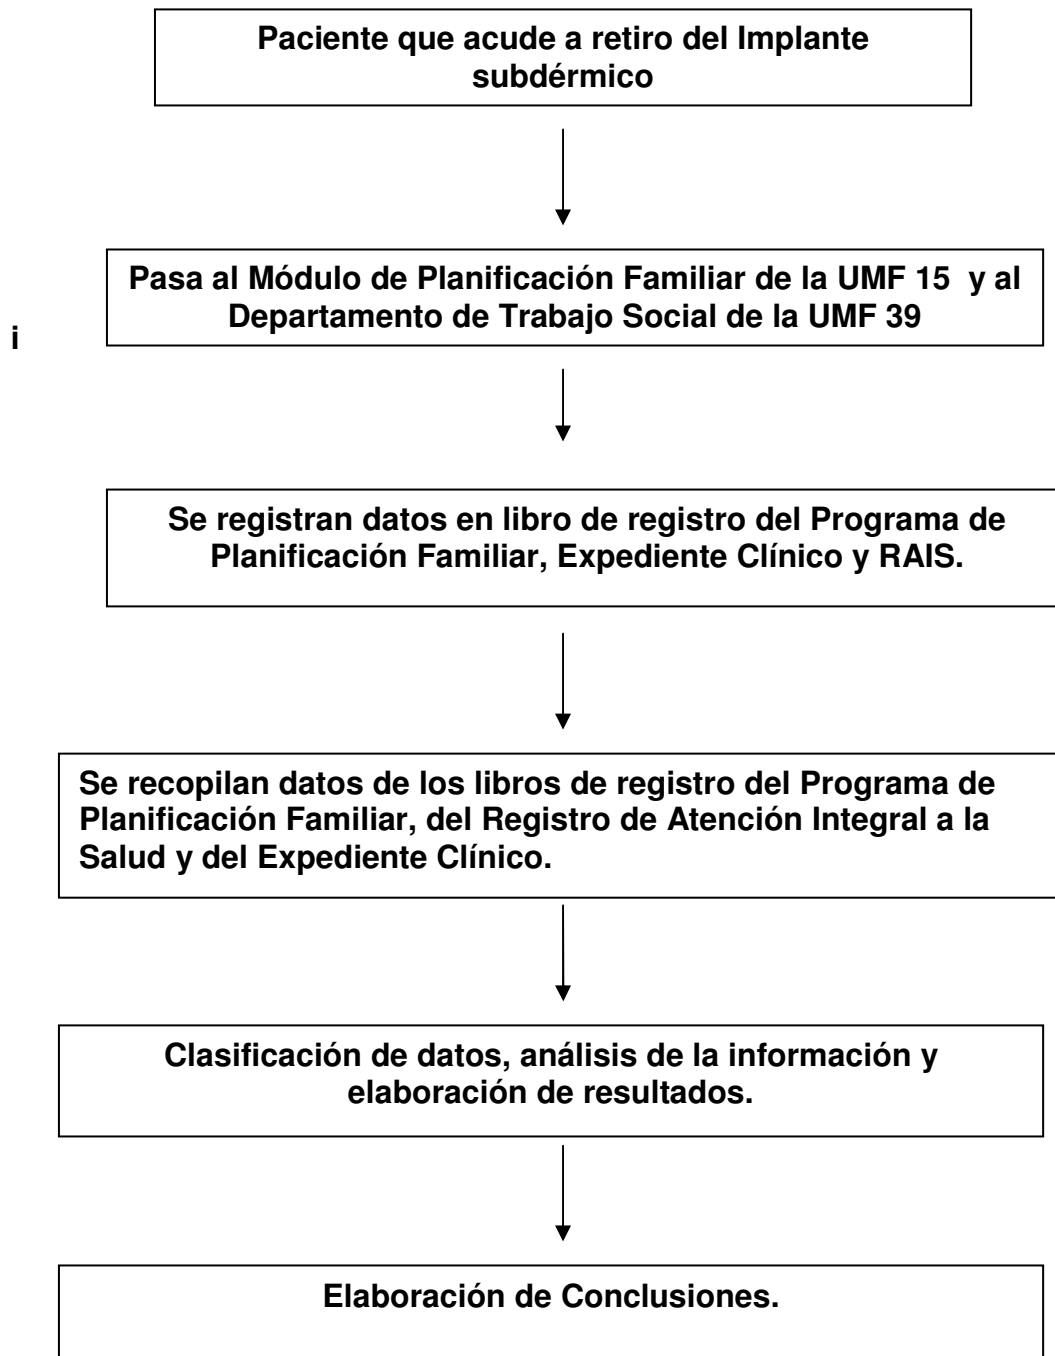 Paciente que acude a retiro del Implante
subdérmico
Pasa al Módulo de Planificación Familiar de la UMF 15 y al
Departamento de Trabajo Social de la UMF 39
i
Se registran datos en libro de registro del Programa de
Planificación Familiar, Expediente Clínico y RAIS.
Se recopilan datos de los libros de registro del Programa de
Planificación Familiar, del Registro de Atención Integral a la
Salud y del Expediente Clínico.
Clasificación de datos, análisis de la información y
elaboración de resultados.
Elaboración de Conclusiones.